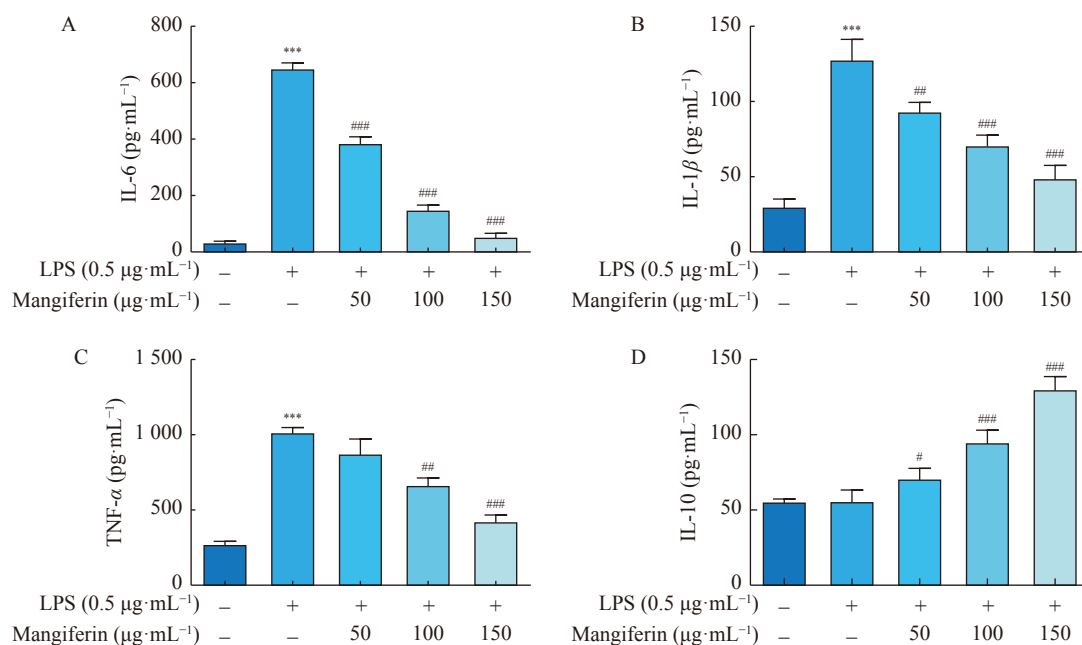 A
IL-6 (pg·mL⁻¹)
800
600
400
200
0
***
###
###
###
LPS (0.5 μg·mL⁻¹) − + + + +
Mangiferin (μg·mL⁻¹) − − 50 100 150
B
IL-1β (pg·mL⁻¹)
150
100
50
0
***
##
###
###
LPS (0.5 μg·mL⁻¹) − + + + +
Mangiferin (μg·mL⁻¹) − − 50 100 150
C
TNF-α (pg·mL⁻¹)
1 500
1 000
500
0
***
##
###
LPS (0.5 μg·mL⁻¹) − + + + +
Mangiferin (μg·mL⁻¹) − − 50 100 150
D
IL-10 (pg·mL⁻¹)
150
100
50
0
#
###
###
LPS (0.5 μg·mL⁻¹) − + + + +
Mangiferin (μg·mL⁻¹) − − 50 100 150